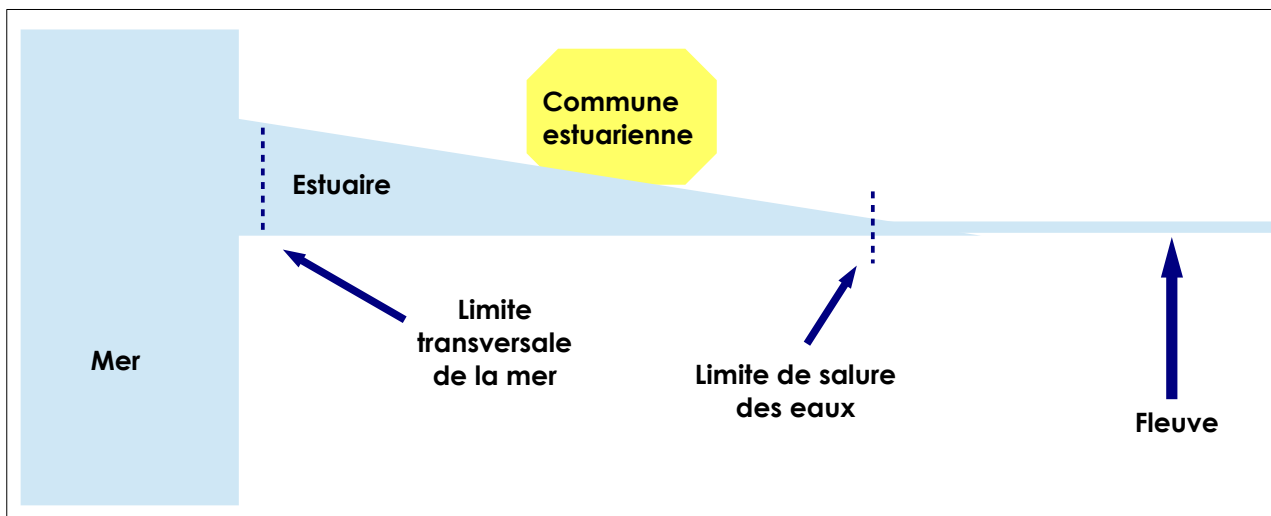 Commune
estuarienne
Estuaire
Limite
transversale
de la mer
Mer
Limite de salure
des eaux
Fleuve